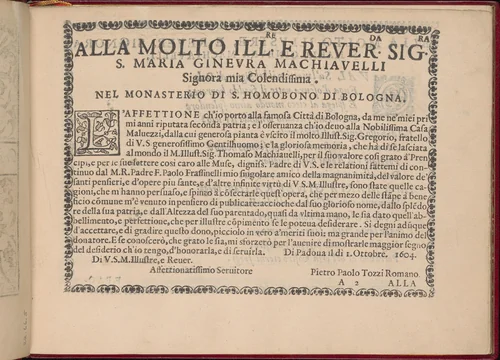 RE DA RA
ALLA MOLTO ILL· E REVER· SIG-
S. MARIA GINEVRA MACHIAVELLI
Signora mia Colendissima.
NEL MONASTERIO DI S. HOMOBONO DI BOLOGNA.
L'AFFETTIONE ch'io porto alla famosa Città di Bologna, da me ne'miei pri
mi anni riputata secõda patria; e l'osseruanza ch'io deuo alla Nobilissima Casa
Maluezzi, dalla cui generosa pianta è vscito il molto Illust. Sig. Gregorio, fratello
di V.S generosissimo Gentilhuomo; e la gloriosa memoria, che hà di se lasciata
al mondo il M. Illust. Sig. Thomaso Machiauelli, per il suo valore così grato à Pren
cipi, e per le sue opere così caro alle Muse, dignifs. Padre di V.S. e le relationi fattemi di con
tinuo dal M.R. Padre F. Paolo Frassinelli mio singolare amico della magnanimità, del valore de'
santi pensieri, e d'opere più sante, e d'altre infinite virtù di V.S.M. Illustre, sono state quelle ca-
gioni, che m'hanno persuaso, e spinto à cõsecrarle quest'opera, che per mezo delle stãpe à bene
ficio comune m'è venuto in pensiero di publicare: accioche dal suo glorioso nome, dallo splẽdo
re della sua patria, e dall'Altezza del suo parentado, quasi da vltima mano, le sia dato quell'ab-
bellimento, e perfettione, che per illustre cõpimento se le poteua desiderare. Si degni adũque
d'accettare, e di gradire questo dono, picciolo in vero à'meriti suoi: ma grande per l'animo del
donatore. E se conoscerò, che grato le sia, mi sforzerò per l'auenire di mostrarle maggior segno
del desiderio ch'io tengo, d'honorarla, e di seruirla. Di Padoua il dì 1. Ottobre. 1604.
Di V.S.M. Illustre, e Reuer.
Affettionatissimo Seruitore Pietro Paolo Tozzi Romano
A 2 ALLA